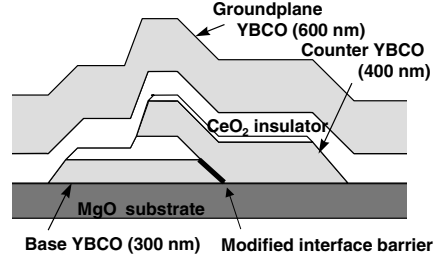 Groundplane
YBCO (600 nm)
Counter YBCO
(400 nm)
CeO2 insulator
MgO substrate
Base YBCO (300 nm)
Modified interface barrier